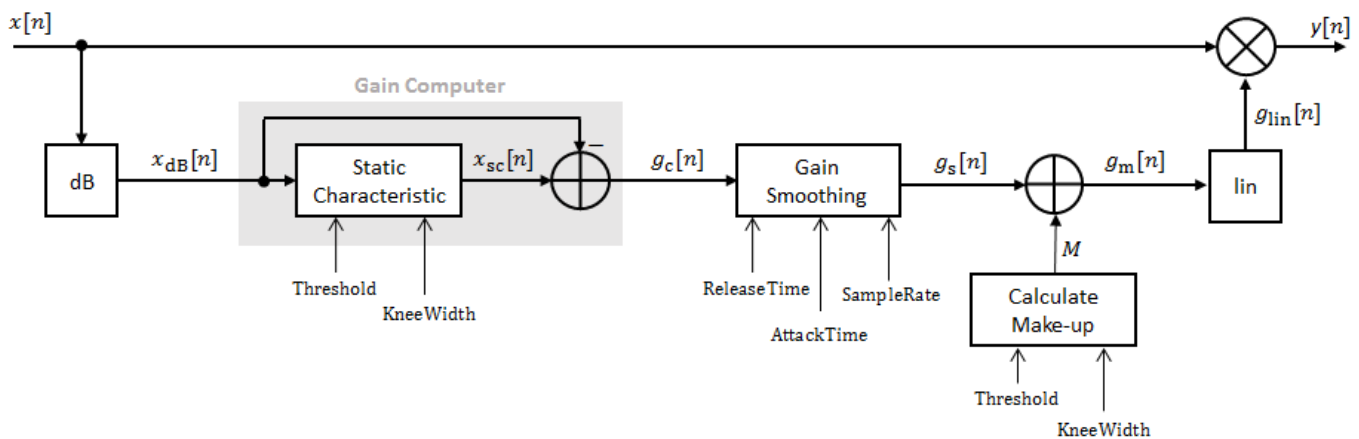 x[n]
y[n]
Gain Computer
g_lin[n]
dB
x_dB[n]
Static
Characteristic
x_sc[n]
−
g_c[n]
Gain
Smoothing
g_s[n]
g_m[n]
lin
Threshold
KneeWidth
ReleaseTime
AttackTime
SampleRate
M
Calculate
Make-up
Threshold
KneeWidth